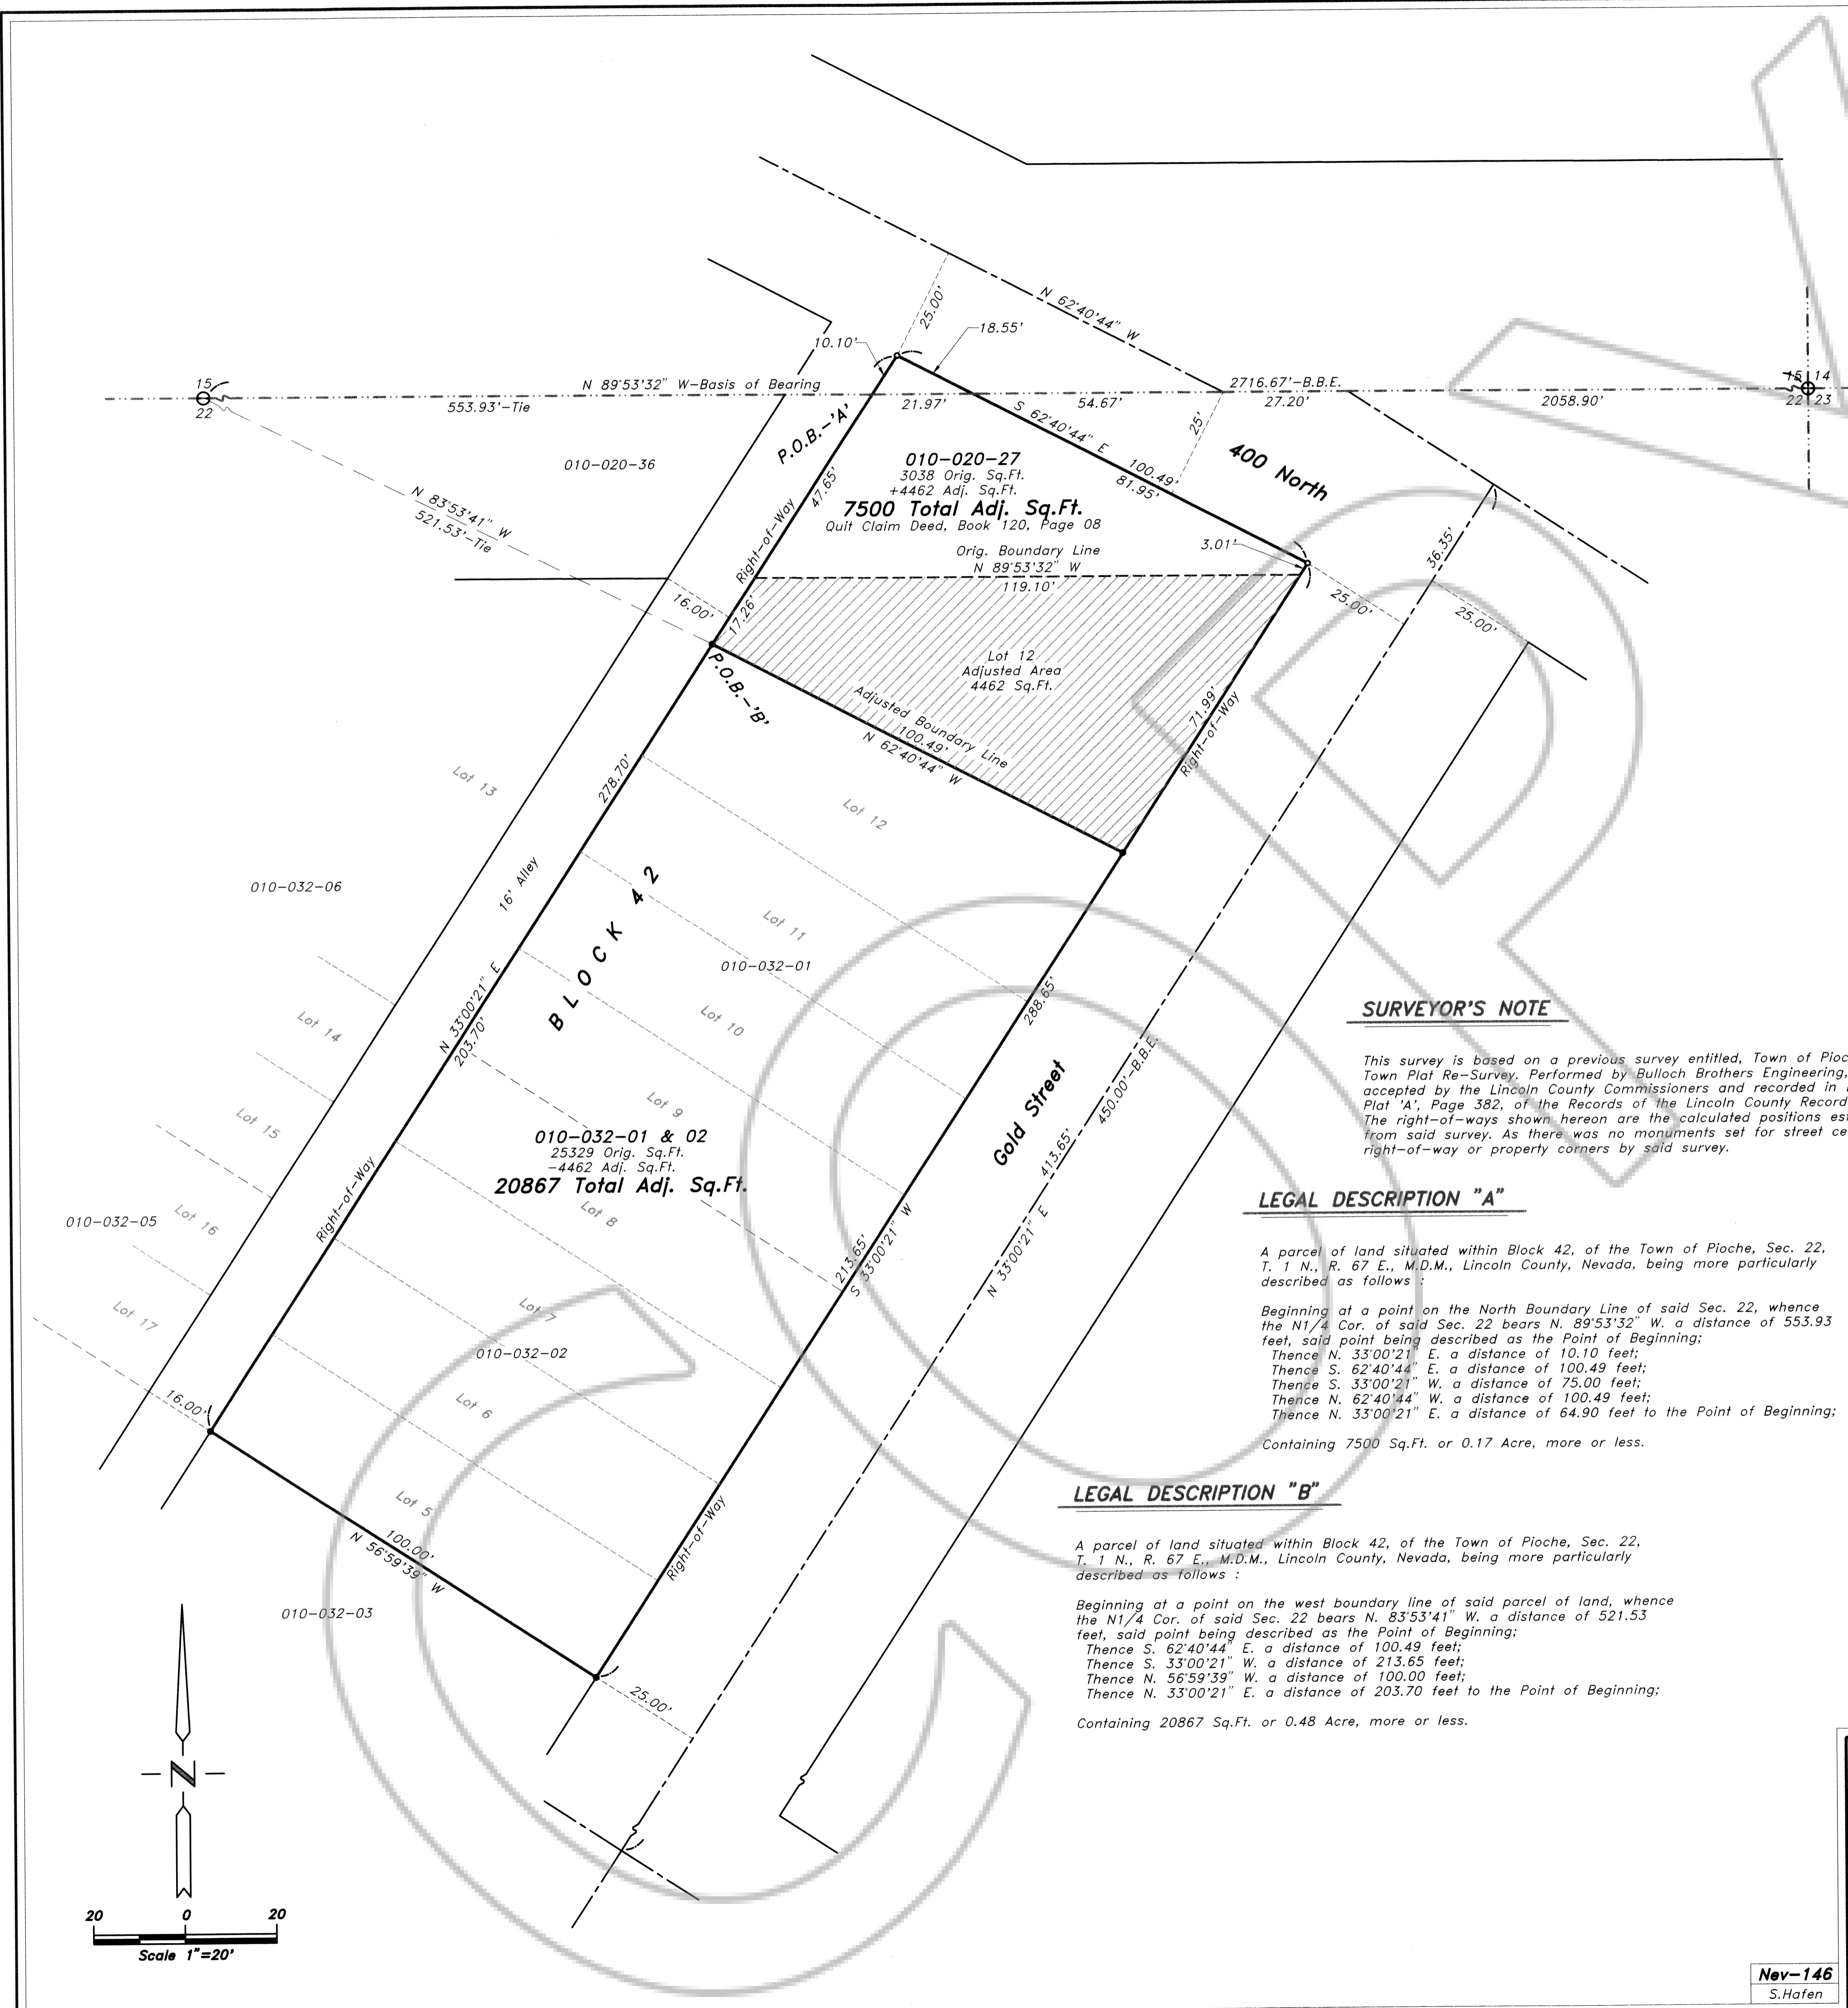 25.00'
N 62°40'44" W
18.55'
10.10'
15
22
N 89°53'32" W-Basis of Bearing
553.93'-Tie
21.97'
54.67'
2716.67'-B.B.E.
27.20'
2058.90'
15 14
22 23
P.O.B.-'A'
S 62°40'44" E
100.49'
81.95'
25'
400 North
010-020-36
010-020-27
3038 Orig. Sq.Ft.
+4462 Adj. Sq.Ft.
7500 Total Adj. Sq.Ft.
Quit Claim Deed, Book 120, Page 08
47.65'
Right-of-Way
N 83°53'41" W
521.53'-Tie
Orig. Boundary Line
N 89°53'32" W
119.10'
3.01'
36.35'
25.00'
25.00'
16.00'
17.26'
P.O.B.-'B'
Lot 12
Adjusted Area
4462 Sq.Ft.
Adjusted Boundary Line
100.49'
N 62°40'44" W
71.99'
Right-of-Way
278.70'
Lot 13
Lot 12
010-032-06
16' Alley
BLOCK 42
Lot 11
010-032-01
Lot 10
288.65'
N 33°00'21" E
203.70'
Lot 14
Lot 15
Lot 9
Gold Street
450.00'-B.B.E.
413.65'
N 33°00'21" E
010-032-01 & 02
25329 Orig. Sq.Ft.
-4462 Adj. Sq.Ft.
20867 Total Adj. Sq.Ft.
Right-of-Way
Lot 8
010-032-05
Lot 16
213.65'
S 33°00'21" W
Lot 17
Lot 7
010-032-02
Lot 6
16.00'
Lot 5
100.00'
N 56°59'39" W
Right-of-Way
010-032-03
25.00'
SURVEYOR'S NOTE
This survey is based on a previous survey entitled, Town of
Town Plat Re-Survey. Performed by Bulloch Brothers Engineering,
accepted by the Lincoln County Commissioners and recorded in
Plat 'A', Page 382, of the Records of the Lincoln County
The right-of-ways shown hereon are the calculated positions
from said survey. As there was no monuments set for street
right-of-way or property corners by said survey.
LEGAL DESCRIPTION "A"
A parcel of land situated within Block 42, of the Town of Pioche, Sec. 22,
T. 1 N., R. 67 E., M.D.M., Lincoln County, Nevada, being more particularly
described as follows :
Beginning at a point on the North Boundary Line of said Sec. 22, whence
the N1/4 Cor. of said Sec. 22 bears N. 89°53'32" W. a distance of 553.93
feet, said point being described as the Point of Beginning;
Thence N. 33°00'21" E. a distance of 10.10 feet;
Thence S. 62°40'44" E. a distance of 100.49 feet;
Thence S. 33°00'21" W. a distance of 75.00 feet;
Thence N. 62°40'44" W. a distance of 100.49 feet;
Thence N. 33°00'21" E. a distance of 64.90 feet to the Point of Beginning;
Containing 7500 Sq.Ft. or 0.17 Acre, more or less.
LEGAL DESCRIPTION "B"
A parcel of land situated within Block 42, of the Town of Pioche, Sec. 22,
T. 1 N., R. 67 E., M.D.M., Lincoln County, Nevada, being more particularly
described as follows :
Beginning at a point on the west boundary line of said parcel of land, whence
the N1/4 Cor. of said Sec. 22 bears N. 83°53'41" W. a distance of 521.53
feet, said point being described as the Point of Beginning;
Thence S. 62°40'44" E. a distance of 100.49 feet;
Thence S. 33°00'21" W. a distance of 213.65 feet;
Thence N. 56°59'39" W. a distance of 100.00 feet;
Thence N. 33°00'21" E. a distance of 203.70 feet to the Point of Beginning;
Containing 20867 Sq.Ft. or 0.48 Acre, more or less.
N
20 0 20
Scale 1"=20'
Nev-146
S.Hafen
COPY